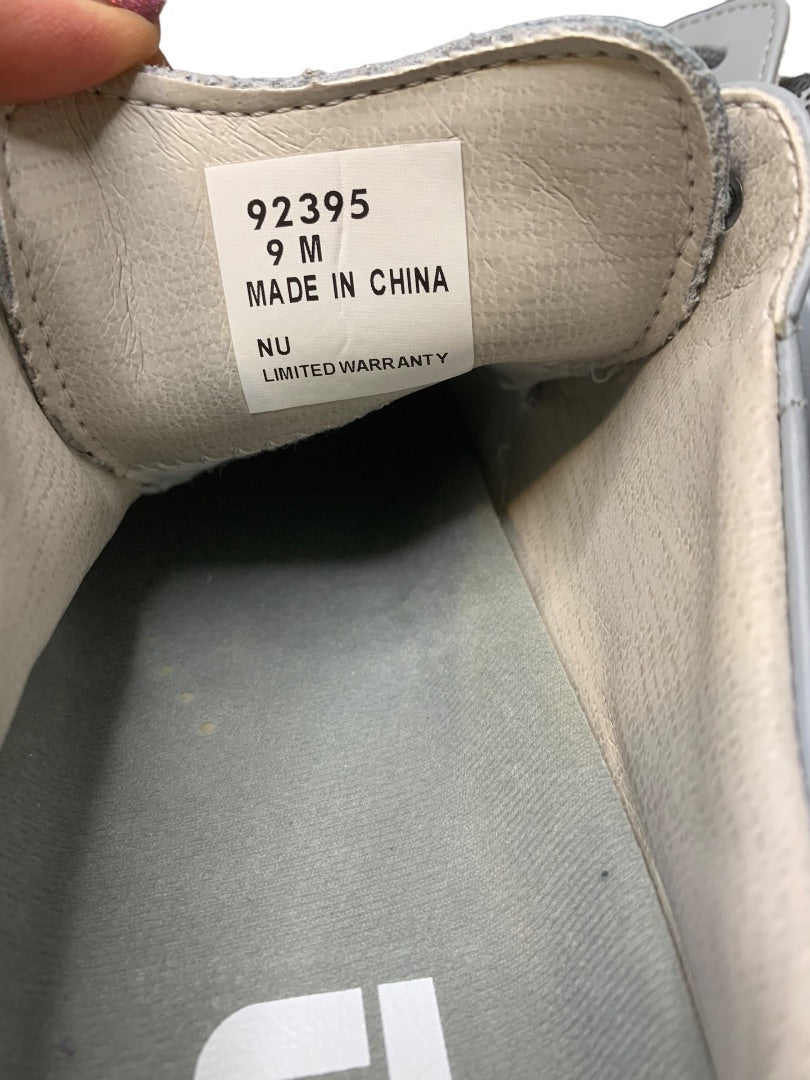 92395
9 M
MADE IN CHINA
NU
LIMITED WARRANTY